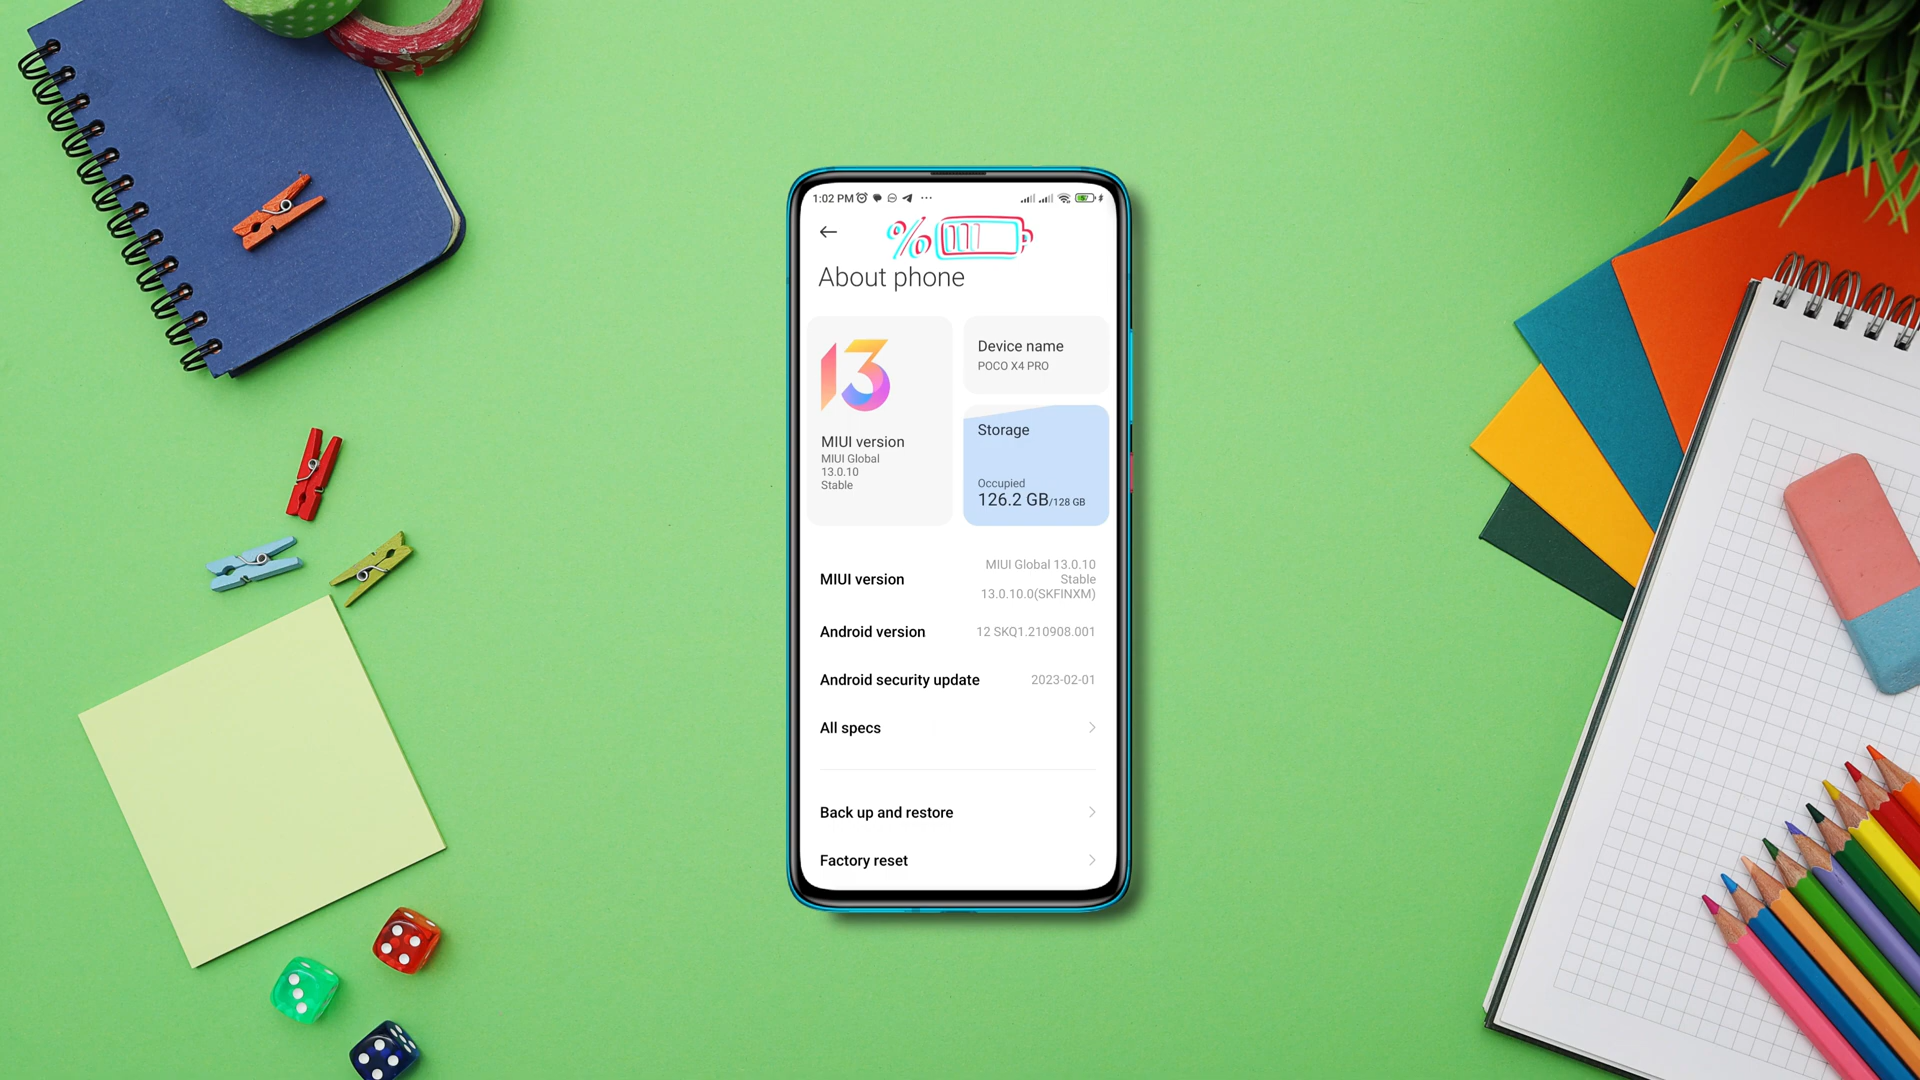 1:02 PM
%
About phone
13
MIUI version
MIUI Global
13.0.10
Stable
Device name
POCO X4 PRO
Storage
Occupied
126.2 GB/128 GB
MIUI version
MIUI Global 13.0.10
Stable
13.0.10.0(SKFINXM)
Android version
12 SKQ1.210908.001
Android security update
2023-02-01
All specs
Back up and restore
Factory reset